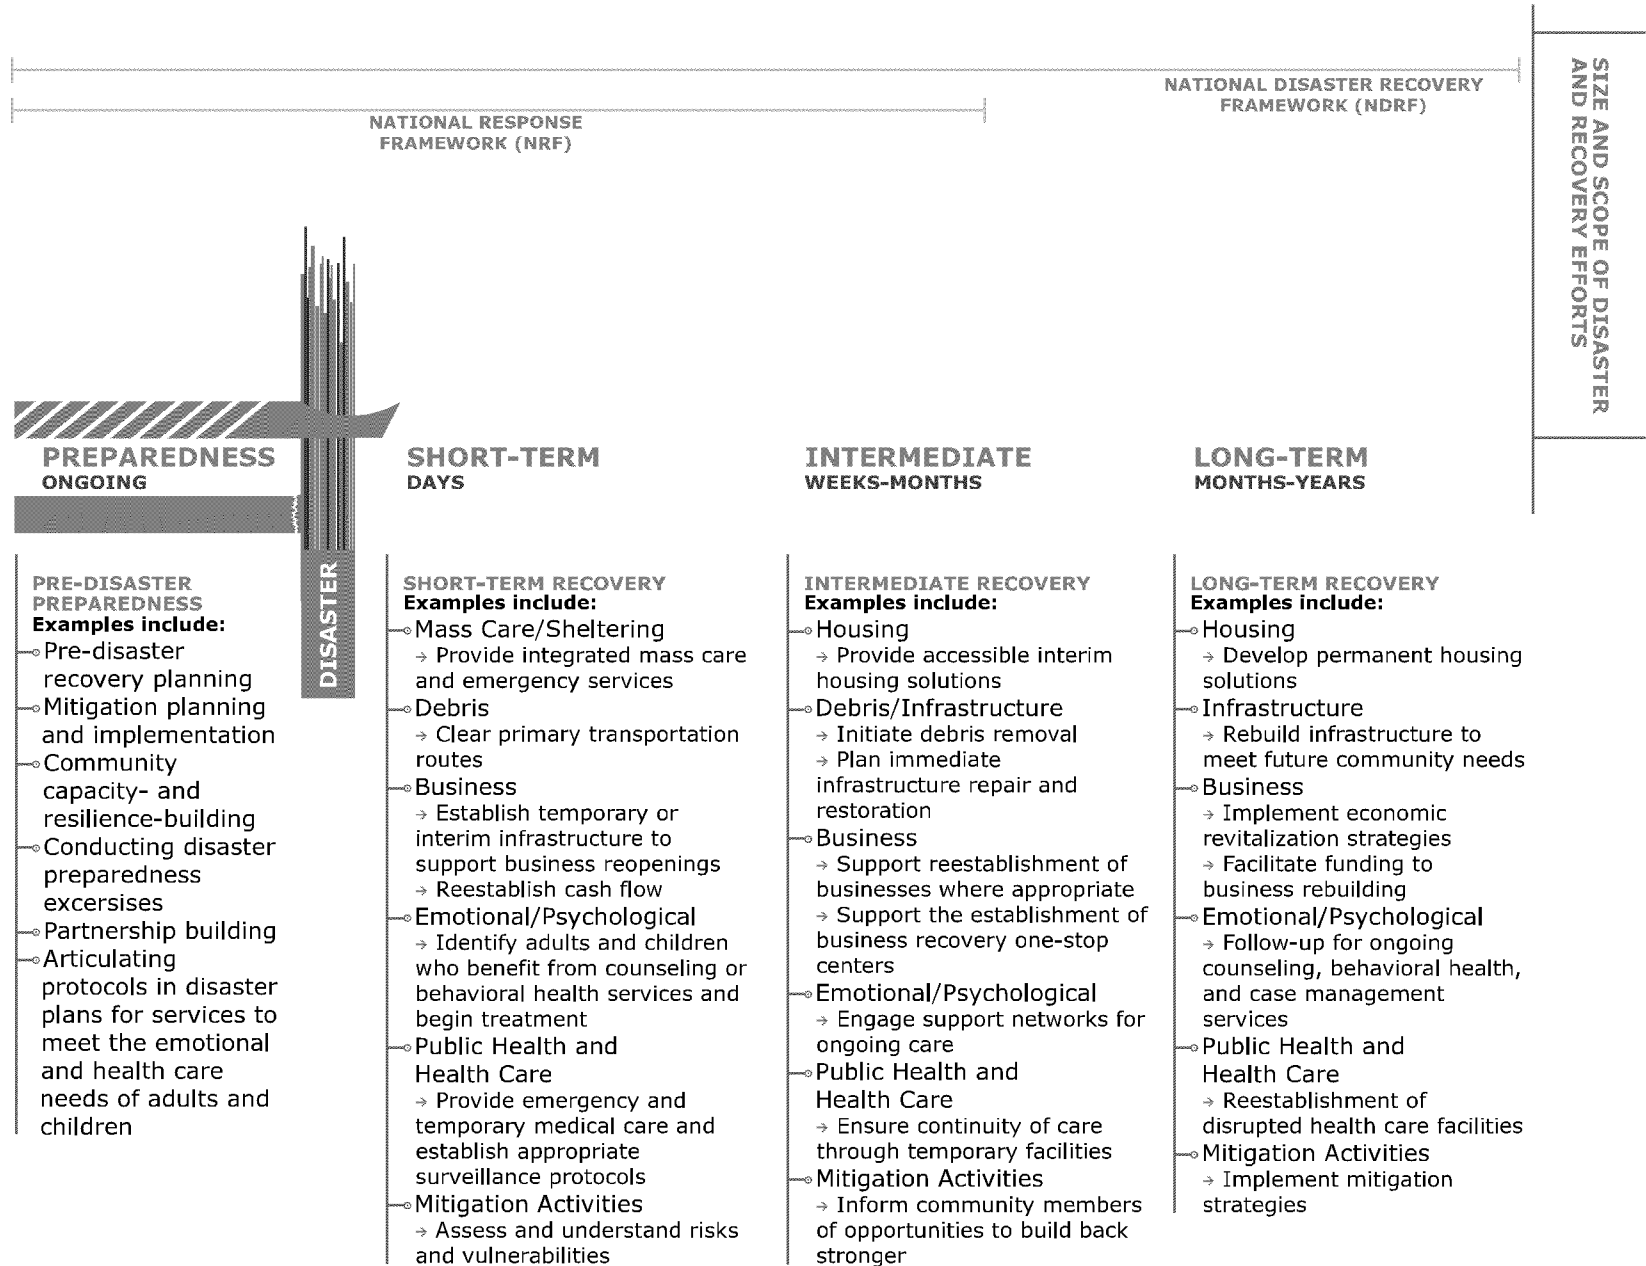 NATIONAL DISASTER RECOVERY
FRAMEWORK (NDRF)
NATIONAL RESPONSE
FRAMEWORK (NRF)
SIZE AND SCOPE OF DISASTER
AND RECOVERY EFFORTS
PREPAREDNESS
ONGOING
SHORT-TERM
DAYS
INTERMEDIATE
WEEKS-MONTHS
LONG-TERM
MONTHS-YEARS
PRE-DISASTER
PREPAREDNESS
Examples include:
Pre-disaster
recovery planning
Mitigation planning
and implementation
Community
capacity- and
resilience-building
Conducting disaster
preparedness
excersises
Partnership building
Articulating
protocols in disaster
plans for services to
meet the emotional
and health care
needs of adults and
children
DISASTER
SHORT-TERM RECOVERY
Examples include:
Mass Care/Sheltering
→ Provide integrated mass care
and emergency services
Debris
→ Clear primary transportation
routes
Business
→ Establish temporary or
interim infrastructure to
support business reopenings
→ Reestablish cash flow
Emotional/Psychological
→ Identify adults and children
who benefit from counseling or
behavioral health services and
begin treatment
Public Health and
Health Care
→ Provide emergency and
temporary medical care and
establish appropriate
surveillance protocols
Mitigation Activities
→ Assess and understand risks
and vulnerabilities
INTERMEDIATE RECOVERY
Examples include:
Housing
→ Provide accessible interim
housing solutions
Debris/Infrastructure
→ Initiate debris removal
→ Plan immediate
infrastructure repair and
restoration
Business
→ Support reestablishment of
businesses where appropriate
→ Support the establishment of
business recovery one-stop
centers
Emotional/Psychological
→ Engage support networks for
ongoing care
Public Health and
Health Care
→ Ensure continuity of care
through temporary facilities
Mitigation Activities
→ Inform community members
of opportunities to build back
stronger
LONG-TERM RECOVERY
Examples include:
Housing
→ Develop permanent housing
solutions
Infrastructure
→ Rebuild infrastructure to
meet future community needs
Business
→ Implement economic
revitalization strategies
→ Facilitate funding to
business rebuilding
Emotional/Psychological
→ Follow-up for ongoing
counseling, behavioral health,
and case management
services
Public Health and
Health Care
→ Reestablishment of
disrupted health care facilities
Mitigation Activities
→ Implement mitigation
strategies